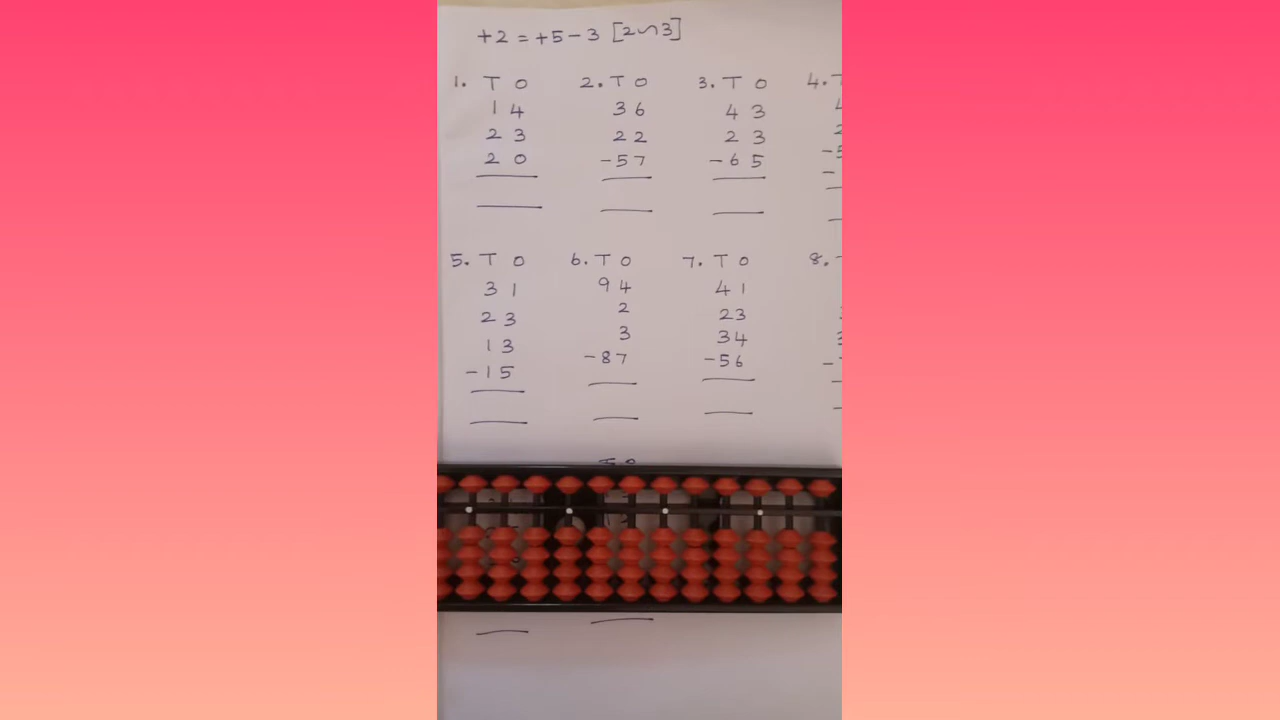 +2 = +5 - 3 [2∽3]
1. T O 2. T O 3. T O 4. T
1 4 3 6 4 3
2 3 2 2 2 3
2 0 -5 7 -6 5
5. T O 6. T O 7. T O 8.
3 1 9 4 4 1
2 3 2 2 3
1 3 3 3 4
-1 5 -8 7 -5 6